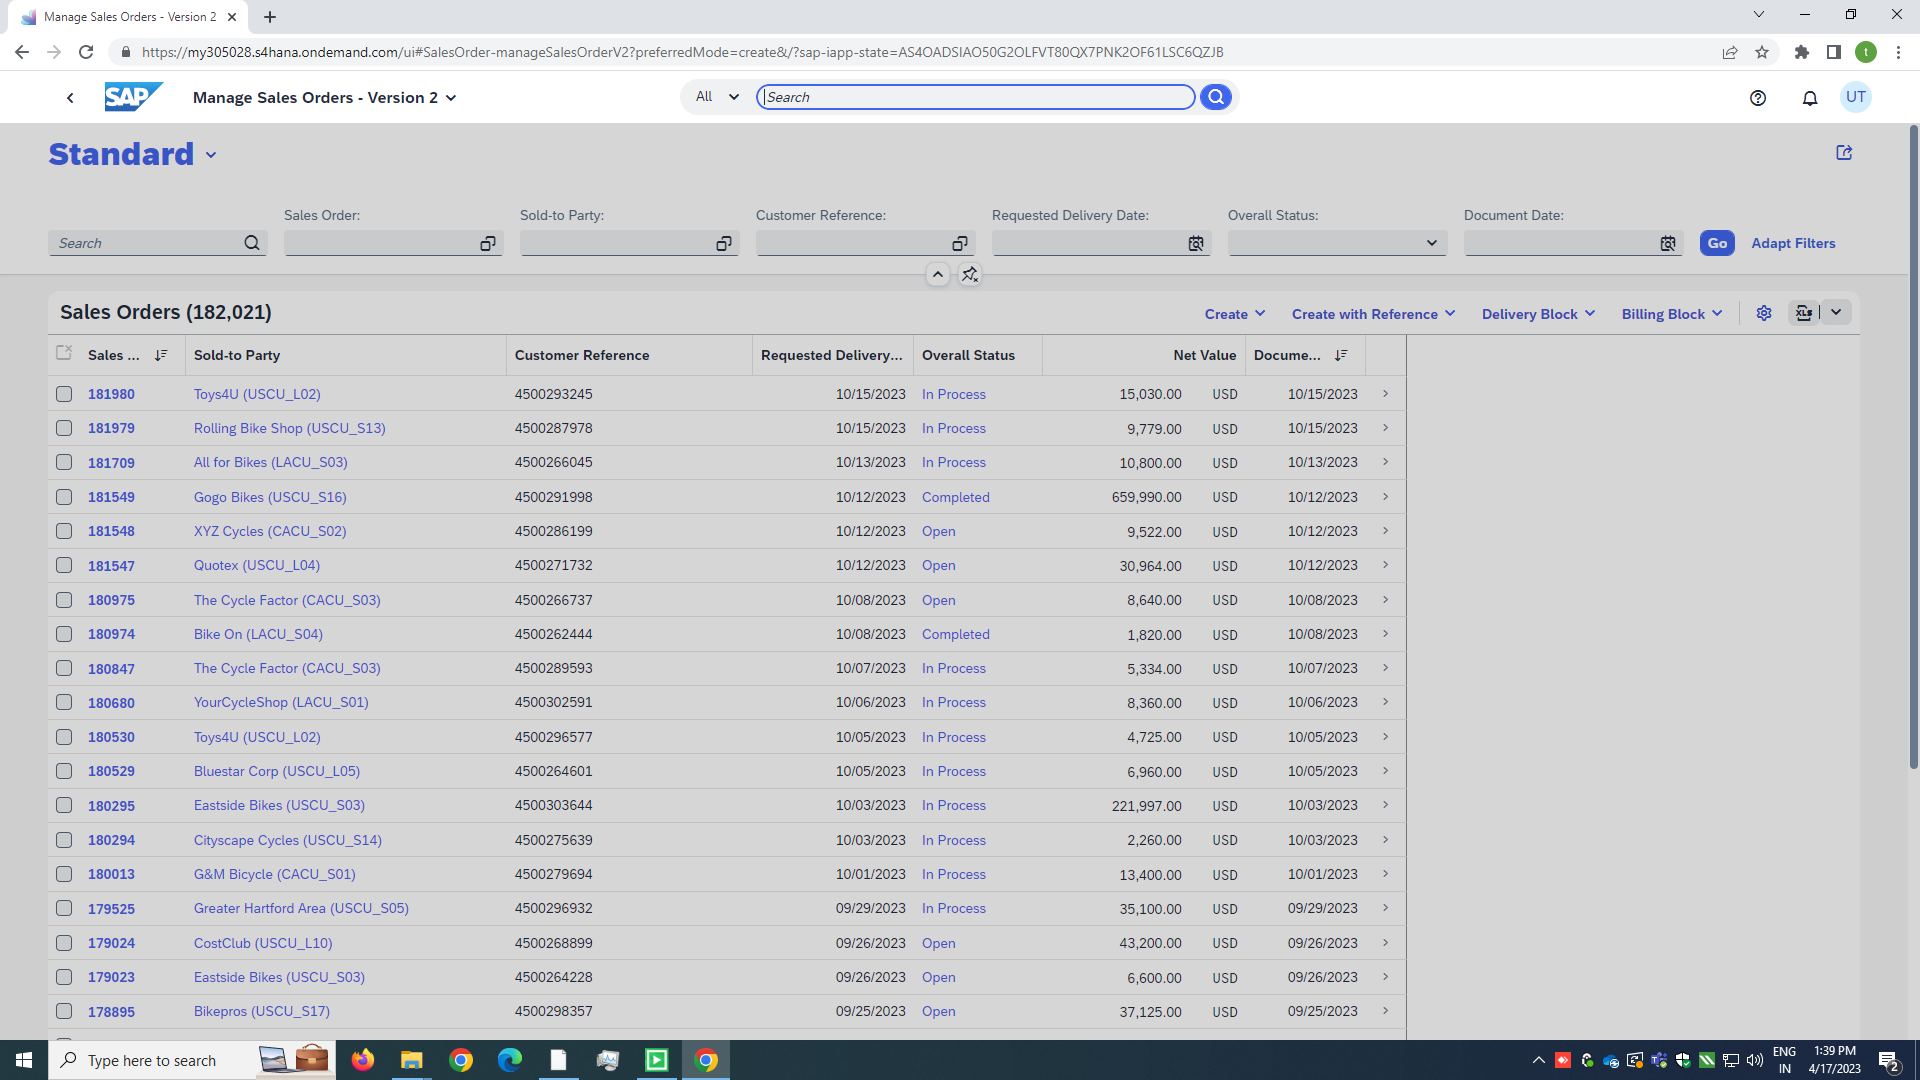 Manage Sales Orders - Version 2
https://my305028.s4hana.ondemand.com/ui#SalesOrder-manageSalesOrderV2?preferredMode=create&/?sap-iapp-state=AS4OADSIAO50G2OLFVT80QX7PNK2OF61LSC6QZJB
t
SAP Manage Sales Orders - Version 2 All Search UT
Standard
Sales Order: Sold-to Party: Customer Reference: Requested Delivery Date: Overall Status: Document Date:
Search Go Adapt Filters
Sales Orders (182,021) Create Create with Reference Delivery Block Billing Block XLS
Sales ... Sold-to Party Customer Reference Requested Delivery... Overall Status Net Value Docume...
181980 Toys4U (USCU_L02) 4500293245 10/15/2023 In Process 15,030.00 USD 10/15/2023
181979 Rolling Bike Shop (USCU_S13) 4500287978 10/15/2023 In Process 9,779.00 USD 10/15/2023
181709 All for Bikes (LACU_S03) 4500266045 10/13/2023 In Process 10,800.00 USD 10/13/2023
181549 Gogo Bikes (USCU_S16) 4500291998 10/12/2023 Completed 659,990.00 USD 10/12/2023
181548 XYZ Cycles (CACU_S02) 4500286199 10/12/2023 Open 9,522.00 USD 10/12/2023
181547 Quotex (USCU_L04) 4500271732 10/12/2023 Open 30,964.00 USD 10/12/2023
180975 The Cycle Factor (CACU_S03) 4500266737 10/08/2023 Open 8,640.00 USD 10/08/2023
180974 Bike On (LACU_S04) 4500262444 10/08/2023 Completed 1,820.00 USD 10/08/2023
180847 The Cycle Factor (CACU_S03) 4500289593 10/07/2023 In Process 5,334.00 USD 10/07/2023
180680 YourCycleShop (LACU_S01) 4500302591 10/06/2023 In Process 8,360.00 USD 10/06/2023
180530 Toys4U (USCU_L02) 4500296577 10/05/2023 In Process 4,725.00 USD 10/05/2023
180529 Bluestar Corp (USCU_L05) 4500264601 10/05/2023 In Process 6,960.00 USD 10/05/2023
180295 Eastside Bikes (USCU_S03) 4500303644 10/03/2023 In Process 221,997.00 USD 10/03/2023
180294 Cityscape Cycles (USCU_S14) 4500275639 10/03/2023 In Process 2,260.00 USD 10/03/2023
180013 G&M Bicycle (CACU_S01) 4500279694 10/01/2023 In Process 13,400.00 USD 10/01/2023
179525 Greater Hartford Area (USCU_S05) 4500296932 09/29/2023 In Process 35,100.00 USD 09/29/2023
179024 CostClub (USCU_L10) 4500268899 09/26/2023 Open 43,200.00 USD 09/26/2023
179023 Eastside Bikes (USCU_S03) 4500264228 09/26/2023 Open 6,600.00 USD 09/26/2023
178895 Bikepros (USCU_S17) 4500298357 09/25/2023 Open 37,125.00 USD 09/25/2023
Type here to search
ENG
IN
1:39 PM
4/17/2023
2